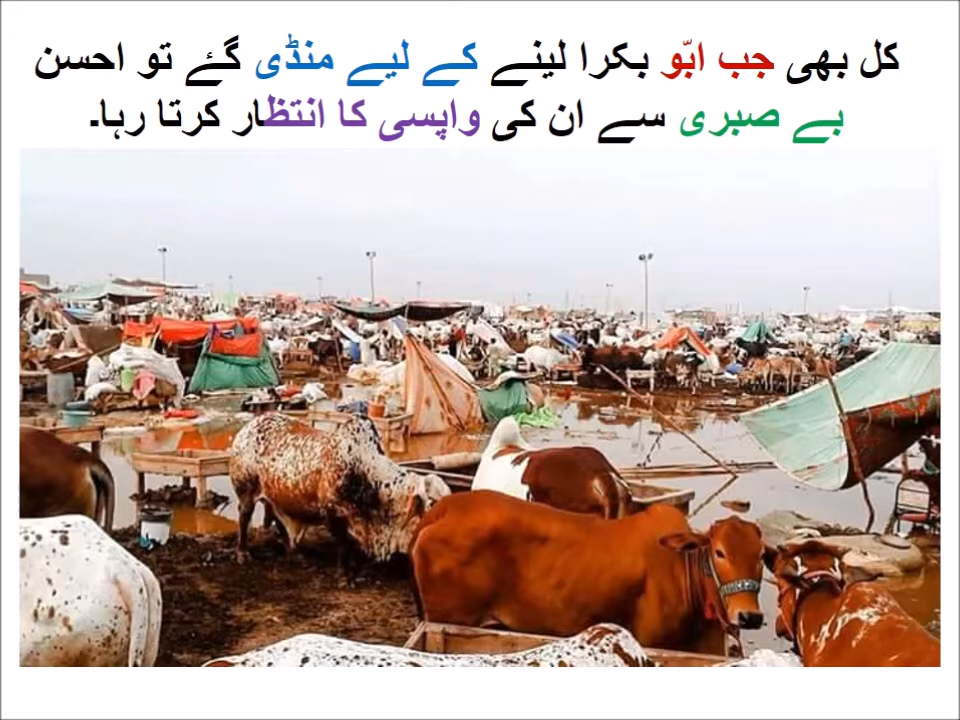 کل بھی جب ابّو بکرا لینے کے لیے منڈی گئے تو احسن
بے صبری سے ان کی واپسی کا انتظار کرتا رہا۔